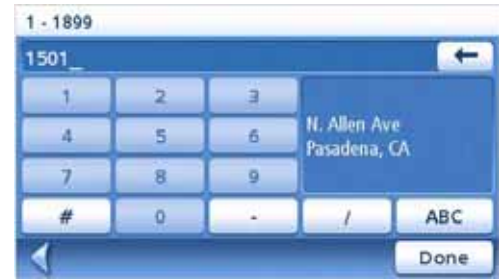 1 - 1899
1501_
1 2 3
N. Allen Ave
4 5 6
Pasadena, CA
7 8 9
# 0 - / ABC
Done